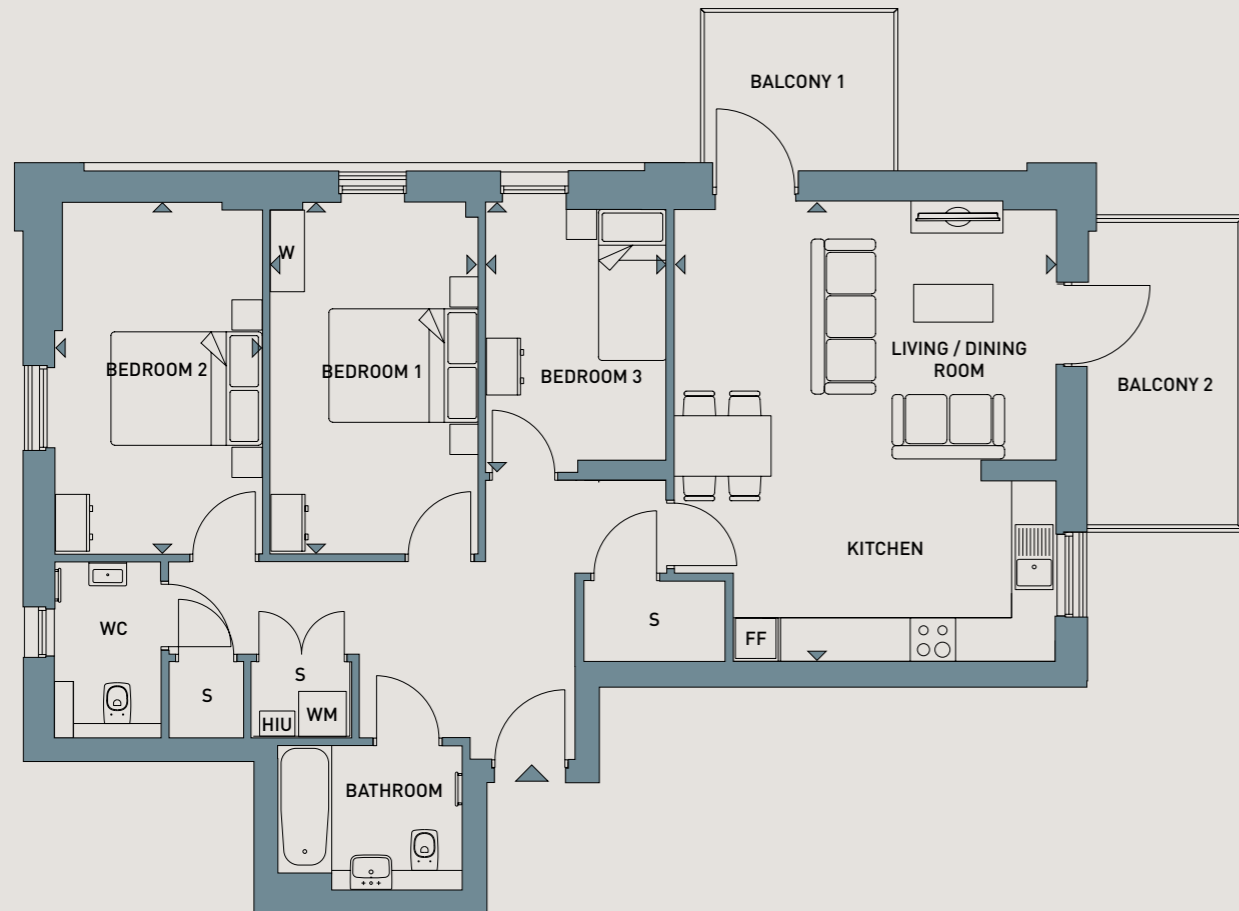 BALCONY 1
W
BEDROOM 2
BEDROOM 1
BEDROOM 3
LIVING / DINING
ROOM
BALCONY 2
KITCHEN
WC
S
FF
S
S
HIU
WM
BATHROOM